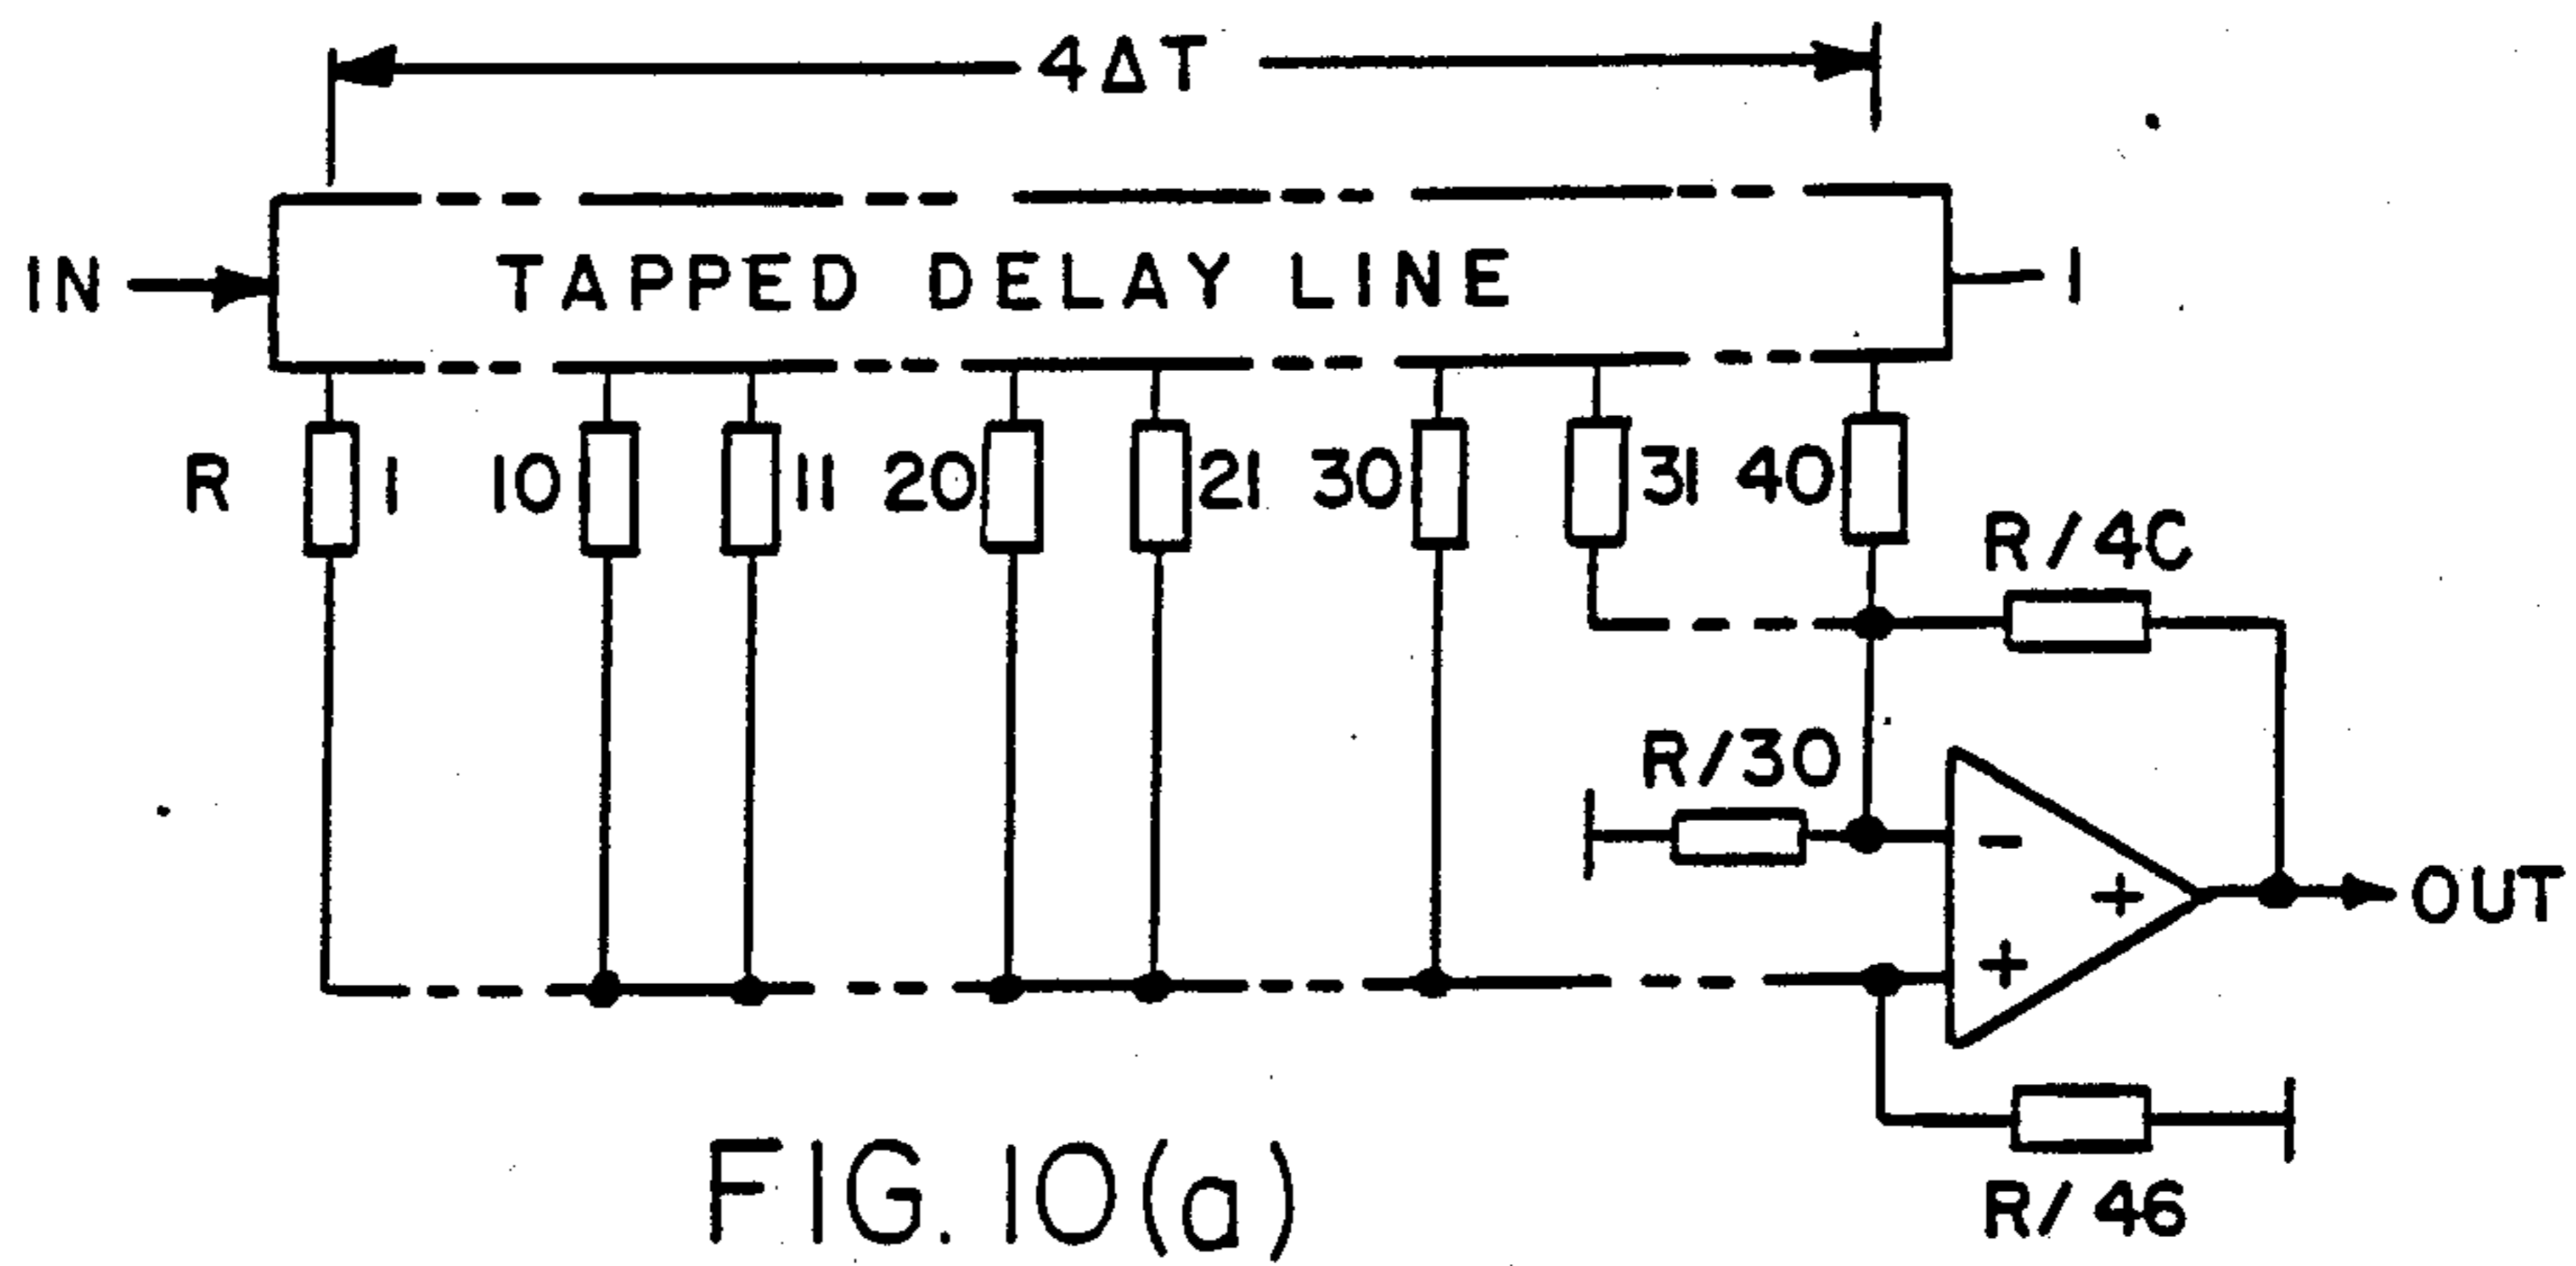 4ΔT
IN
TAPPED DELAY LINE
1
R 1 10 11 20 21 30 31 40
R/4C
R/30
-
+
+
OUT
R/46
FIG. 10(a)